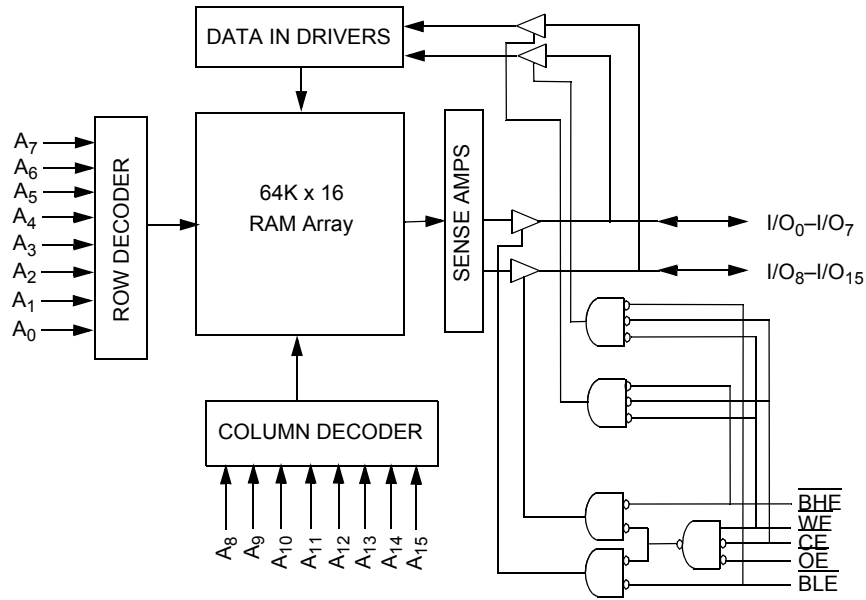 DATA IN DRIVERS
A7
A6
A5
A4
A3
A2
A1
A0
ROW DECODER
64K x 16
RAM Array
SENSE AMPS
I/O0–I/O7
I/O8–I/O15
COLUMN DECODER
A8
A9
A10
A11
A12
A13
A14
A15
BHE
WE
CE
OE
BLE